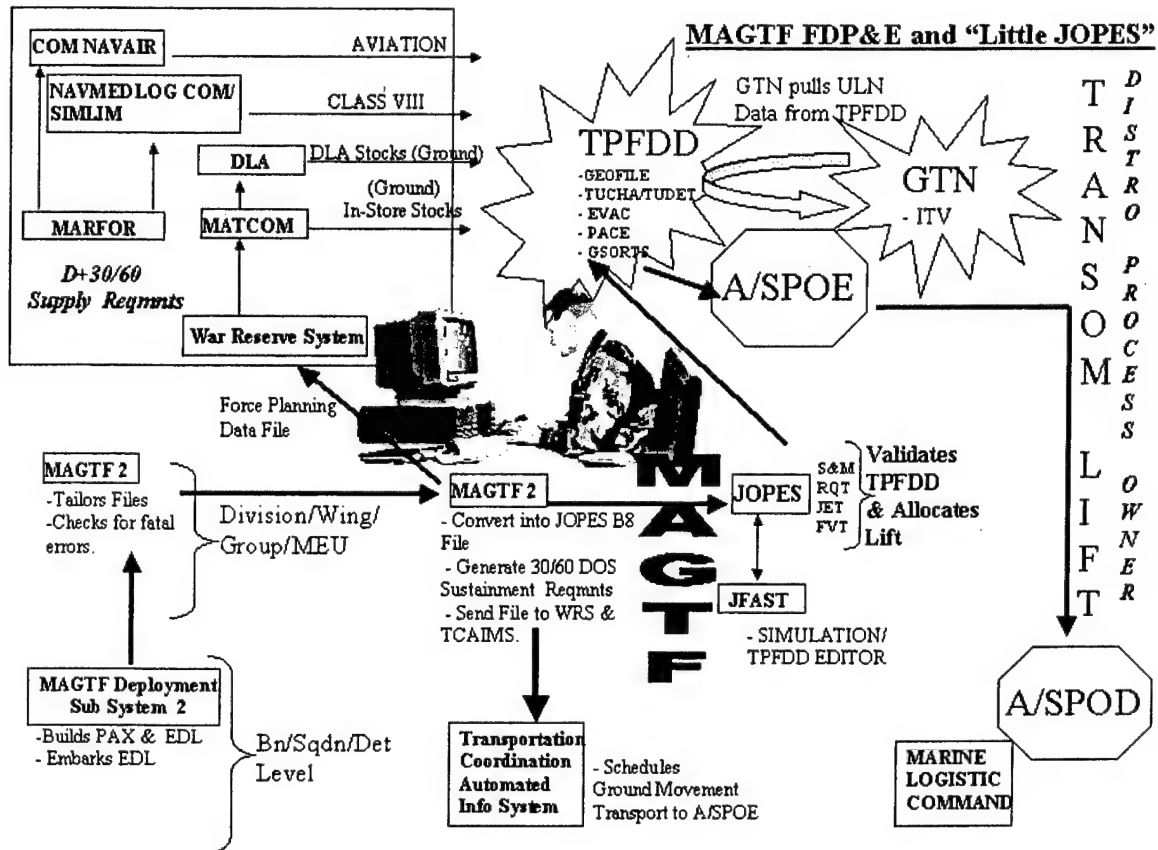 MAGTF FDP&E and “Little JOPES”
COM NAVAIR
AVIATION
NAVMEDLOG COM/
SIMLIM
CLASS VIII
DLA
DLA Stocks (Ground)
(Ground)
In-Store Stocks
MARFOR
MATCOM
D+30/60
Supply Reqmnts
War Reserve System
TPFDD
-GEOFILE
-TUCHA/TUDET
- EVAC
- PACE
- GSORTS
GTN pulls ULN
Data from TPFDD
GTN
- ITV
A/SPOE
TRANSCOM LIFT
DISTRO PROCESS OWNER
Force Planning
Data File
MAGTF 2
-Tailors Files
-Checks for fatal
errors.
Division/Wing/
Group/MEU
MAGTF 2
- Convert into JOPES B8
File
- Generate 30/60 DOS
Sustainment Reqmnts
- Send File to WRS &
TCAIMS.
MAGTF
JOPES
S&M
RQT
JET
FVT
Validates
TPFDD
& Allocates
Lift
JFAST
- SIMULATION/
TPFDD EDITOR
MAGTF Deployment
Sub System 2
-Builds PAX & EDL
- Embarks EDL
Bn/Sqdn/Det
Level
Transportation
Coordination
Automated
Info System
- Schedules
Ground Movement
Transport to A/SPOE
A/SPOD
MARINE
LOGISTIC
COMMAND